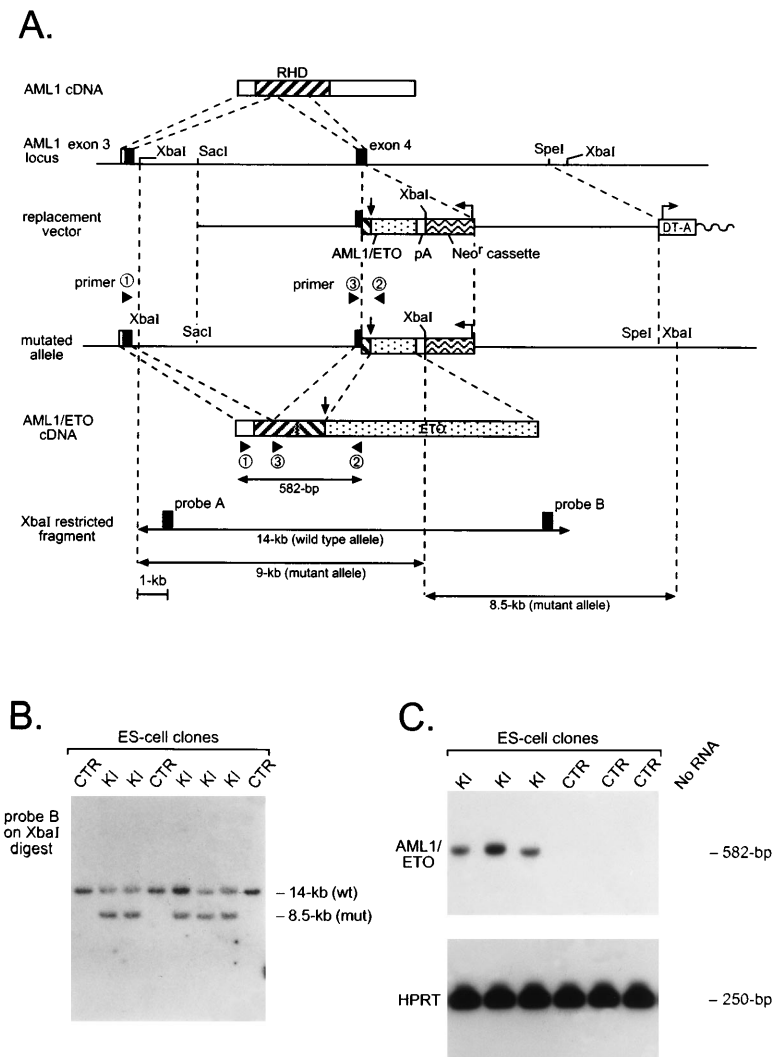 A.
RHD
AML1 cDNA
AML1 exon 3
locus
XbaI
SacI
exon 4
SpeI
XbaI
replacement
vector
XbaI
DT-A
AML1/ETO
pA
Neoʳ cassette
primer ①
primer ③ ②
mutated
allele
XbaI
SacI
XbaI
SpeI
XbaI
AML1/ETO
cDNA
ETO
① ③ ②
582-bp
probe A
probe B
XbaI restricted
fragment
14-kb (wild type allele)
9-kb (mutant allele)
1-kb
8.5-kb (mutant allele)
B.
ES-cell clones
CTR KI KI CTR KI KI KI CTR
probe B
on XbaI
digest
– 14-kb (wt)
– 8.5-kb (mut)
C.
ES-cell clones
KI KI KI CTR CTR CTR No RNA
AML1/
ETO
– 582-bp
HPRT
– 250-bp